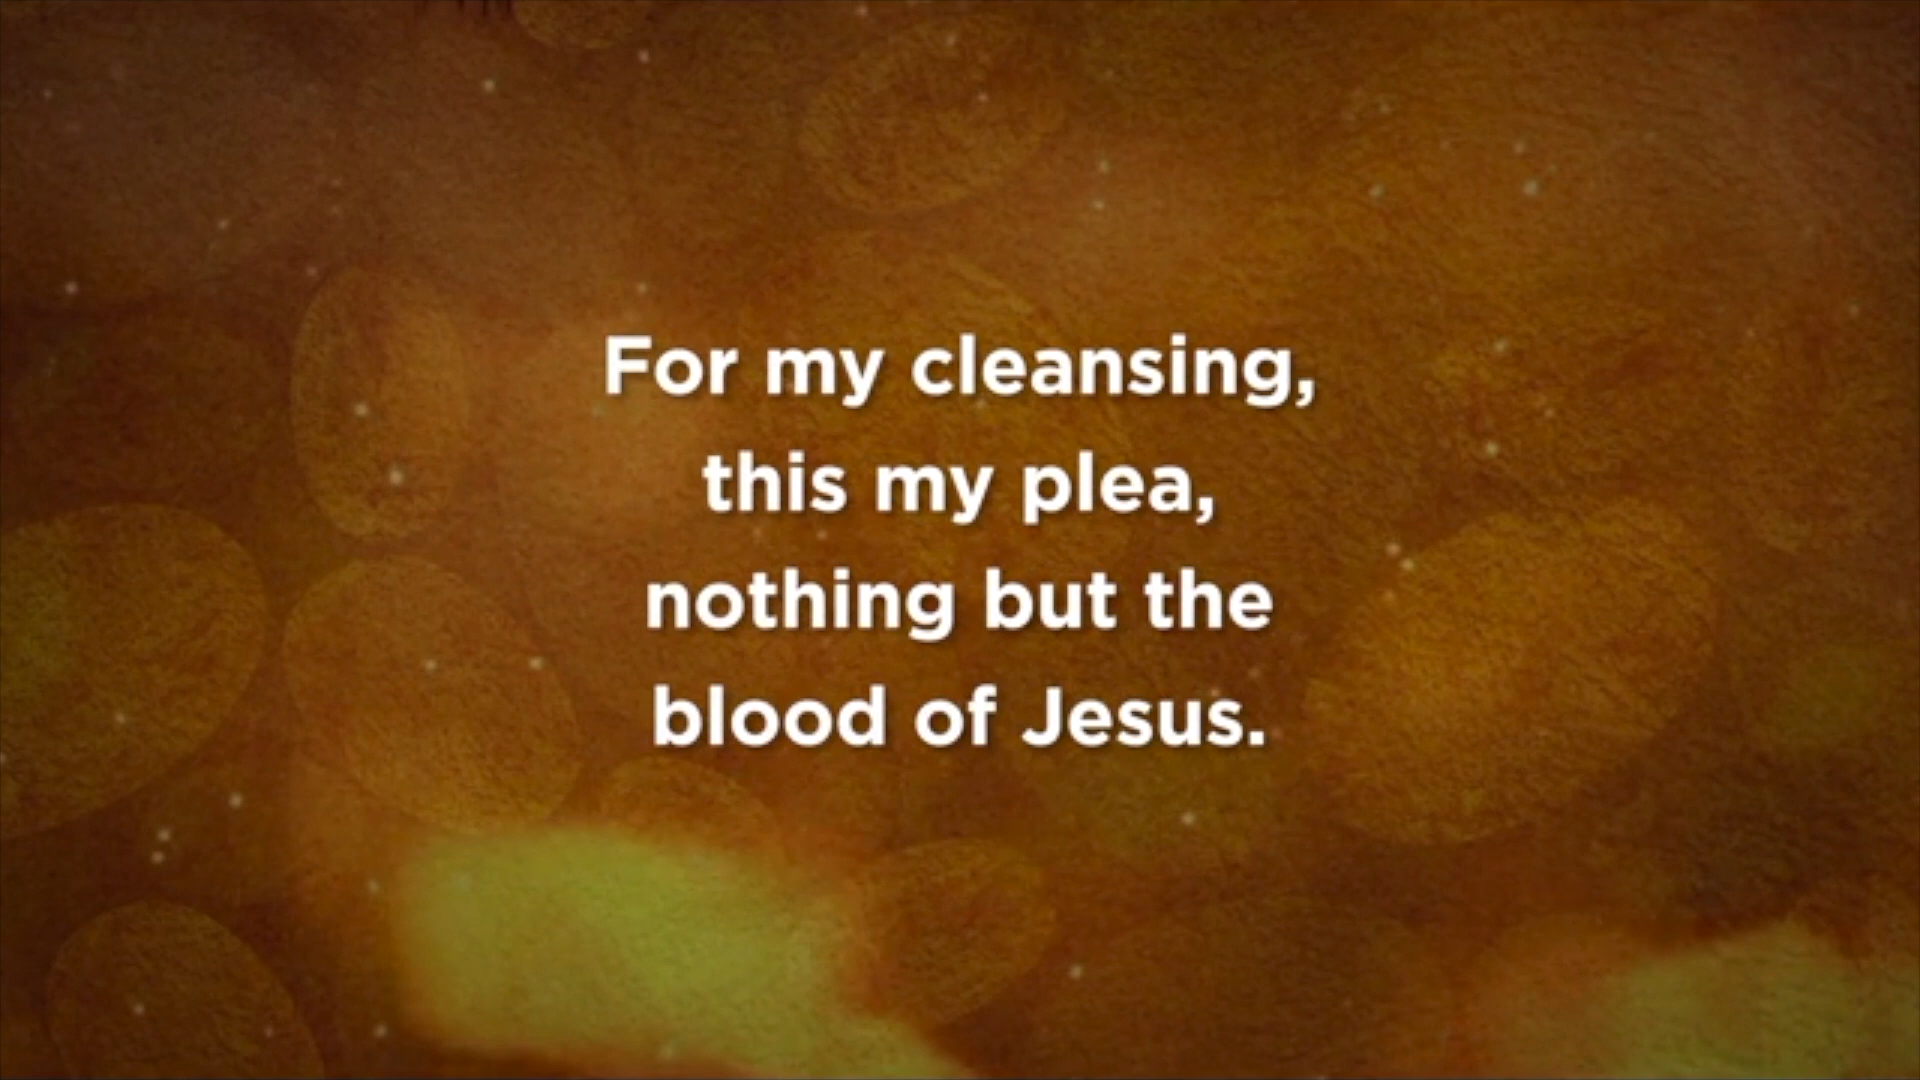 For my cleansing,
this my plea,
nothing but the
blood of Jesus.